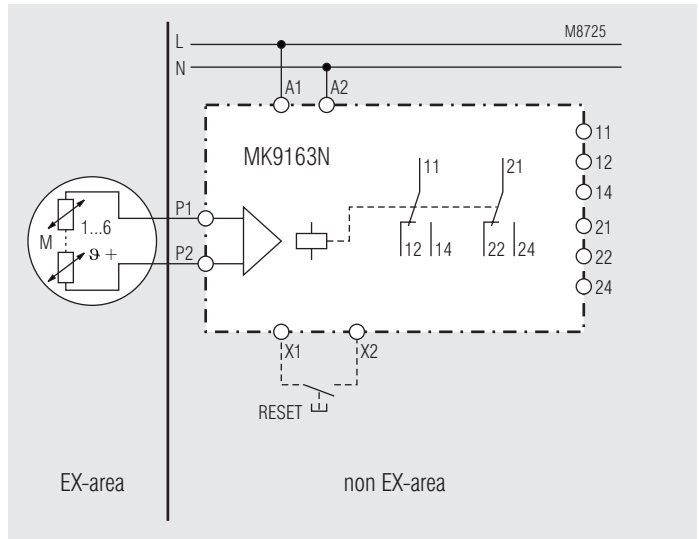 L
M8725
N
A1
A2
MK9163N
11
21
11
12
14
P1
1...6
M
ϑ +
12
14
22
24
21
P2
22
24
X1
X2
RESET
EX-area
non EX-area